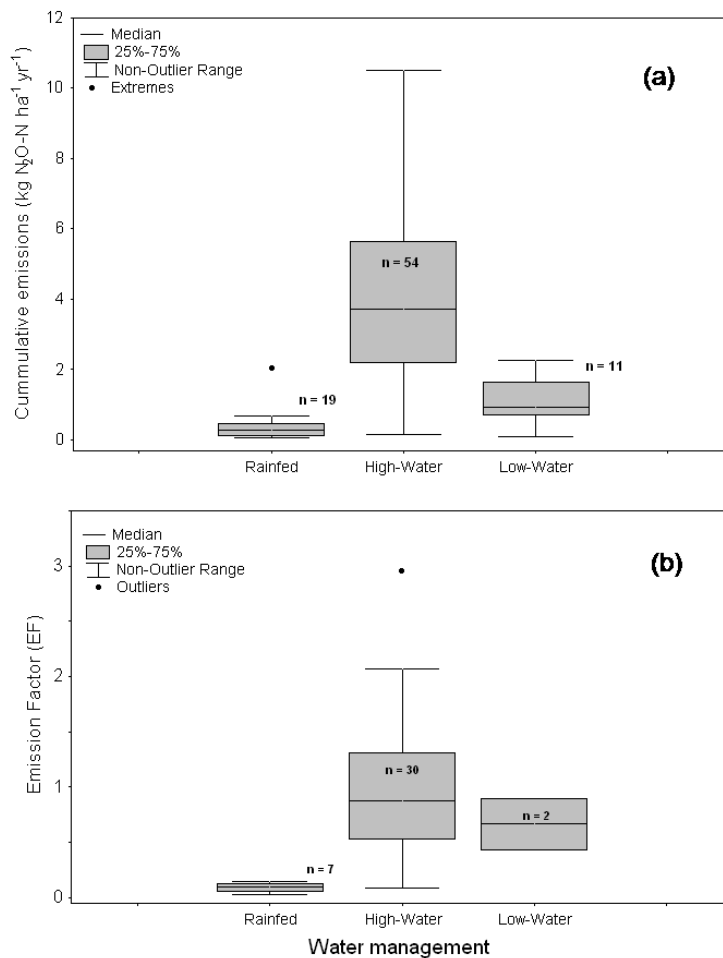 12
10
8
6
4
2
0
Cummulative emissions (kg N₂O-N ha⁻¹ yr⁻¹)
Median
25%-75%
Non-Outlier Range
Extremes
(a)
n = 54
n = 19
n = 11
Rainfed High-Water Low-Water
3
2
1
0
Emission Factor (EF)
Median
25%-75%
Non-Outlier Range
Outliers
(b)
n = 30
n = 2
n = 7
Rainfed High-Water Low-Water
Water management